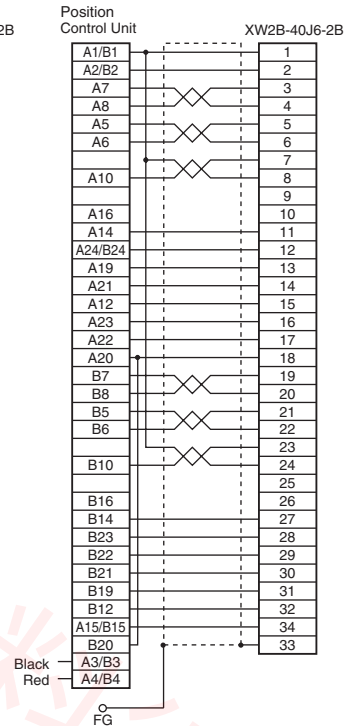 2B
Position
Control Unit XW2B-40J6-2B
A1/B1 1
A2/B2 2
A7 3
A8 4
A5 5
A6 6
7
A10 8
9
A16 10
A14 11
A24/B24 12
A19 13
A21 14
A12 15
A23 16
A22 17
A20 18
B7 19
B8 20
B5 21
B6 22
23
B10 24
25
B16 26
B14 27
B23 28
B22 29
B21 30
B19 31
B12 32
A15/B15 34
B20 33
Black A3/B3
Red A4/B4
FG